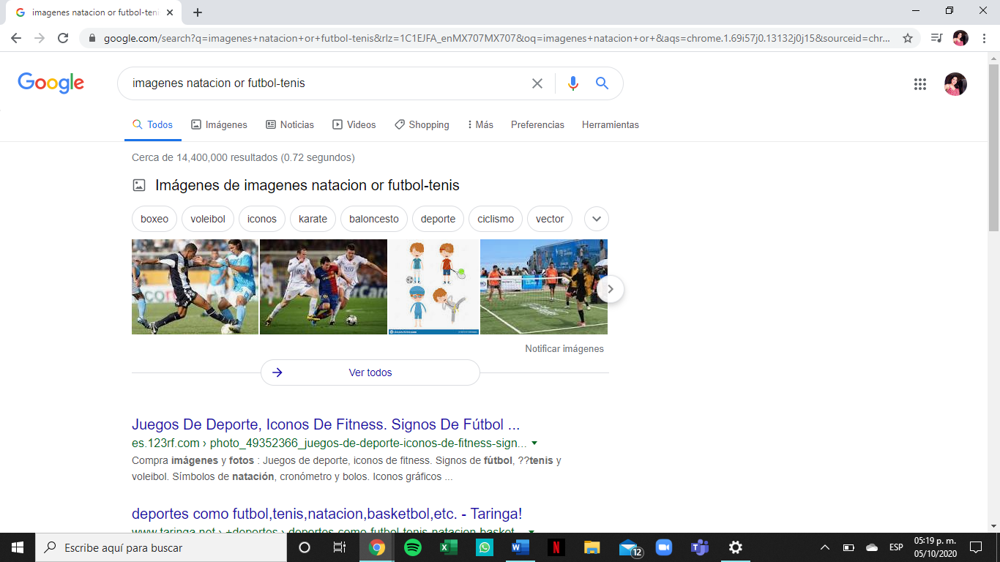 imagenes natacion or futbol-teni
google.com/search?q=imagenes+natacion+or+futbol-tenis&rlz=1C1EJFA_enMX707MX707&oq=imagenes+natacion+or+&aqs=chrome.1.69i57j0.13132j0j15&sourceid=chr...
Google
imagenes natacion or futbol-tenis
Todos Imágenes Noticias Videos Shopping Más Preferencias Herramientas
Cerca de 14,400,000 resultados (0.72 segundos)
Imágenes de imagenes natacion or futbol-tenis
boxeo voleibol iconos karate baloncesto deporte ciclismo vector
Notificar imágenes
Ver todos
Juegos De Deporte, Iconos De Fitness. Signos De Fútbol ...
es.123rf.com › photo_49352366_juegos-de-deporte-iconos-de-fitness-sign...
Compra imágenes y fotos : Juegos de deporte, iconos de fitness. Signos de fútbol, ??tenis y
voleibol. Símbolos de natación, cronómetro y bolos. Iconos gráficos ...
deportes como futbol,tenis,natacion,basketbol,etc. - Taringa!
www.taringa.net › +deportes › deportes-como-futbol-tenis-natacion-basket...
Escribe aquí para buscar
12
ESP
05:19 p. m.
05/10/2020